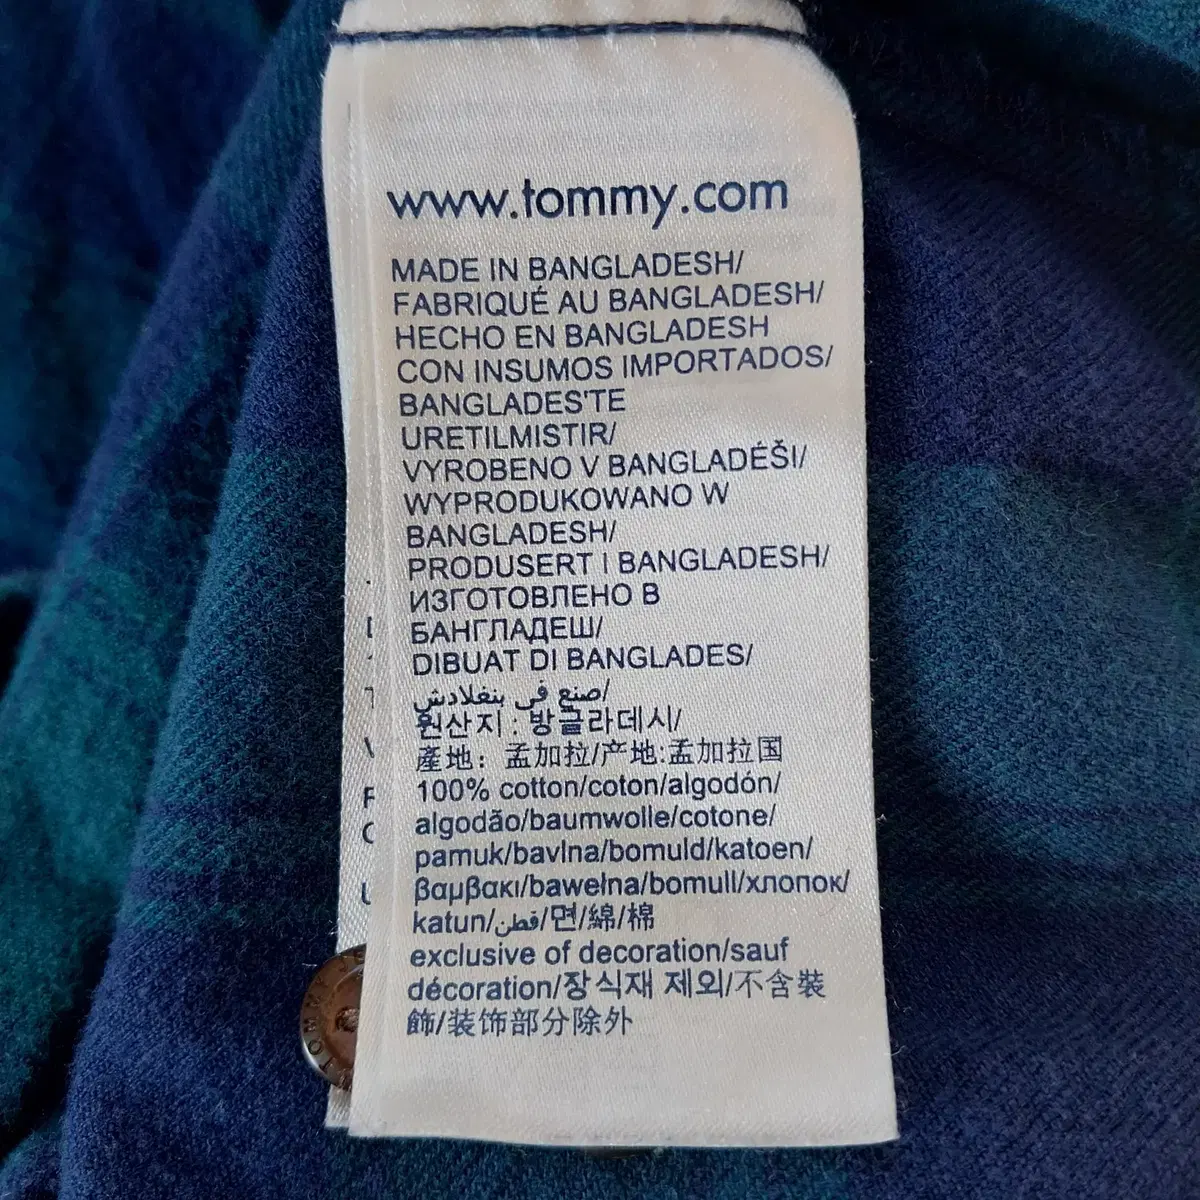 www.tommy.com
MADE IN BANGLADESH/
FABRIQUÉ AU BANGLADESH/
HECHO EN BANGLADESH
CON INSUMOS IMPORTADOS/
BANGLADES'TE
URETILMISTIR/
VYROBENO V BANGLADÉŠI/
WYPRODUKOWANO W
BANGLADESH/
PRODUSERT I BANGLADESH/
ИЗГОТОВЛЕНО В
БАНГЛАДЕШ/
DIBUAT DI BANGLADES/
صنع في بنغلادش/
원산지 : 방글라데시/
產地：孟加拉/产地:孟加拉国
100% cotton/coton/algodón/
algodão/baumwolle/cotone/
pamuk/bavlna/bomuld/katoen/
βαμβακι/bawełna/bomull/хлопок/
katun/قطن/면/綿/棉
exclusive of decoration/sauf
décoration/장식재 제외/不含裝
飾/装饰部分除外
TOMMY